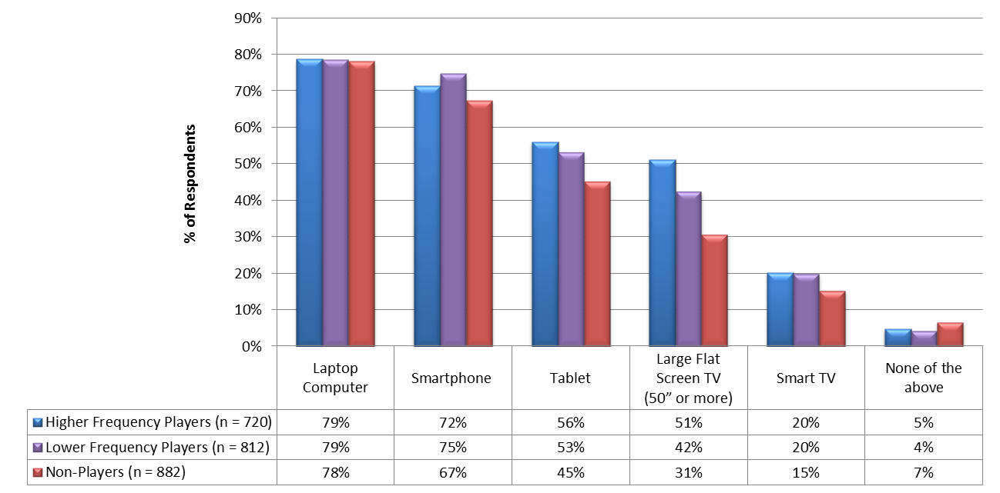 90%
80%
70%
60%
50%
40%
30%
20%
10%
0%
% of Respondents
Laptop
Computer
Smartphone
Tablet
Large Flat
Screen TV
(50” or more)
Smart TV
None of the
above
Higher Frequency Players (n = 720) 79% 72% 56% 51% 20% 5%
Lower Frequency Players (n = 812) 79% 75% 53% 42% 20% 4%
Non-Players (n = 882) 78% 67% 45% 31% 15% 7%